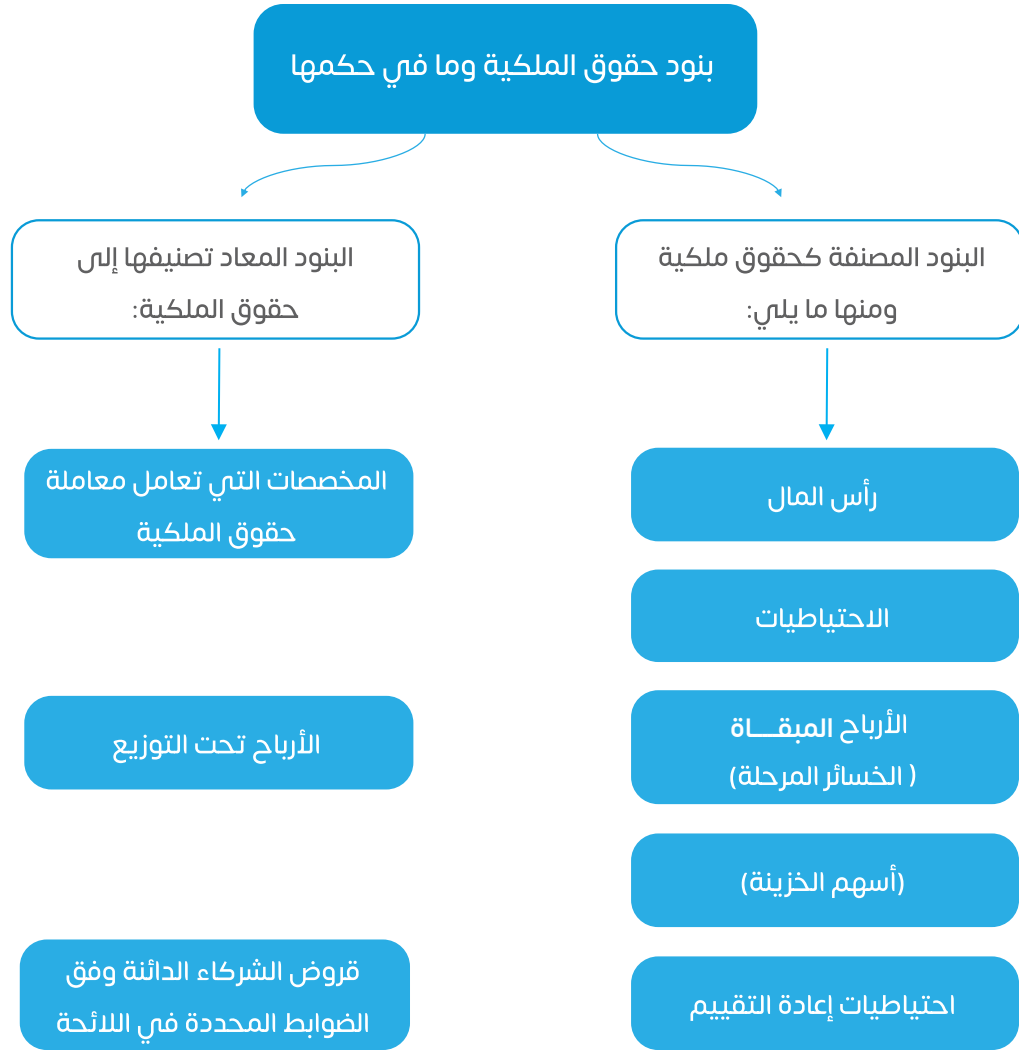 بنود حقوق الملكية وما في حكمها
البنود المصنفة كحقوق ملكية
ومنها ما يلي:
رأس المال
الاحتياطيات
الأرباح المبقــاة
( الخسائر المرحلة)
(أسهم الخزينة)
احتياطيات إعادة التقييم
البنود المعاد تصنيفها إلى
حقوق الملكية:
المخصصات التي تعامل معاملة
حقوق الملكية
الأرباح تحت التوزيع
قروض الشركاء الدائنة وفق
الضوابط المحددة في اللائحة